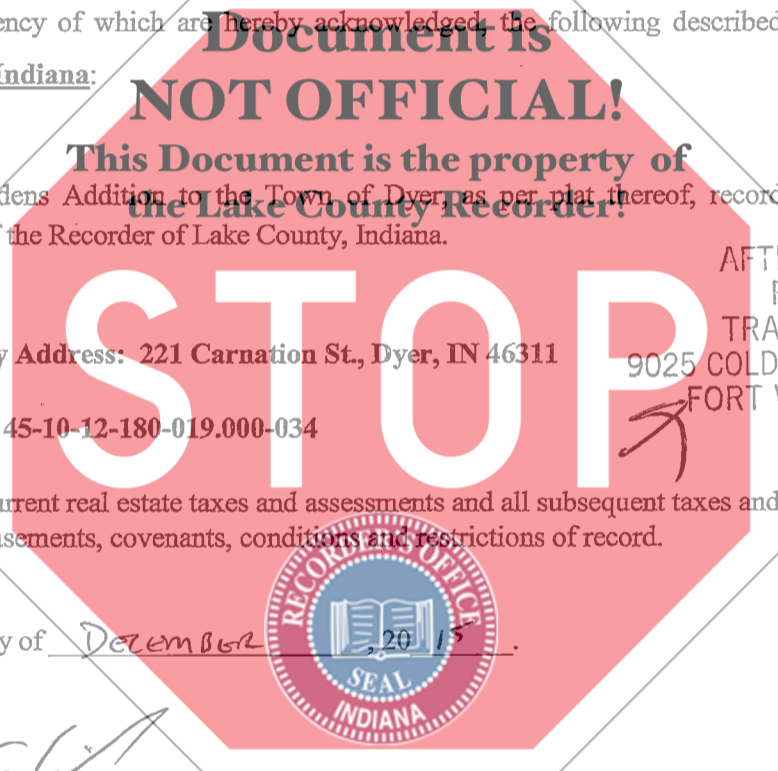 ency of which are hereby acknowledged, the following described
Document is
Indiana:
NOT OFFICIAL!
This Document is the property of
dens Addition to the Town of Dyer, as per plat thereof, record
the Lake County Recorder!
the Recorder of Lake County, Indiana.
AFT
STOP
TRA
y Address: 221 Carnation St., Dyer, IN 46311
9025 COLD
FORT
45-10-12-180-019.000-034
urrent real estate taxes and assessments and all subsequent taxes and
sements, covenants, conditions and restrictions of record.
RECORDER'S OFFICE
y of DEZEMBER, 20 15.
SEAL
INDIANA